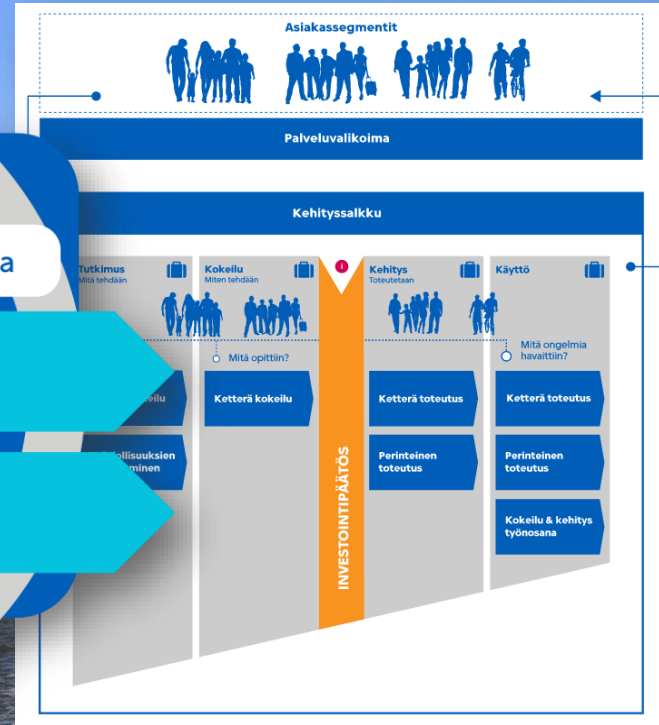 Asiakassegmentit
Palveluvalikoima
Kehityssalkku
a
Tutkimus
Mitä tehdään
Kokeilu
Miten tehdään
Kehitys
Toteutetaan
Käyttö
Mitä opittiin?
Mitä ongelmia
havaittiin?
Ketterä kokeilu
Ketterä toteutus
Ketterä toteutus
Perinteinen
toteutus
Perinteinen
toteutus
Kokeilu & kehitys
työnosana
INVESTOINTIPÄÄTÖS